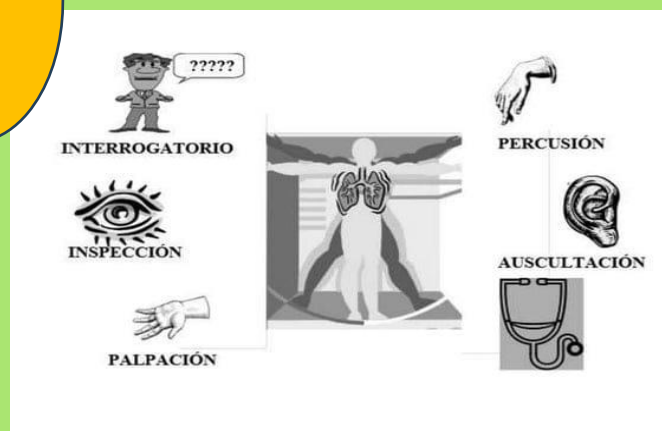 ?????
INTERROGATORIO
INSPECCIÓN
PALPACIÓN
PERCUSIÓN
AUSCULTACIÓN